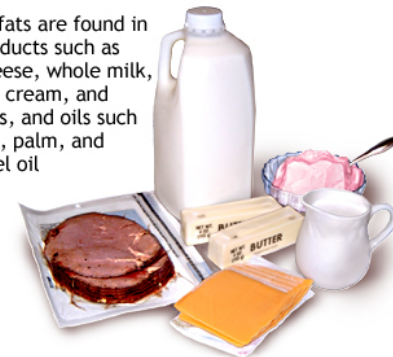 fats are found in
ducts such as
eese, whole milk,
cream, and
s, and oils such
, palm, and
el oil
BUTTER
BUTTER